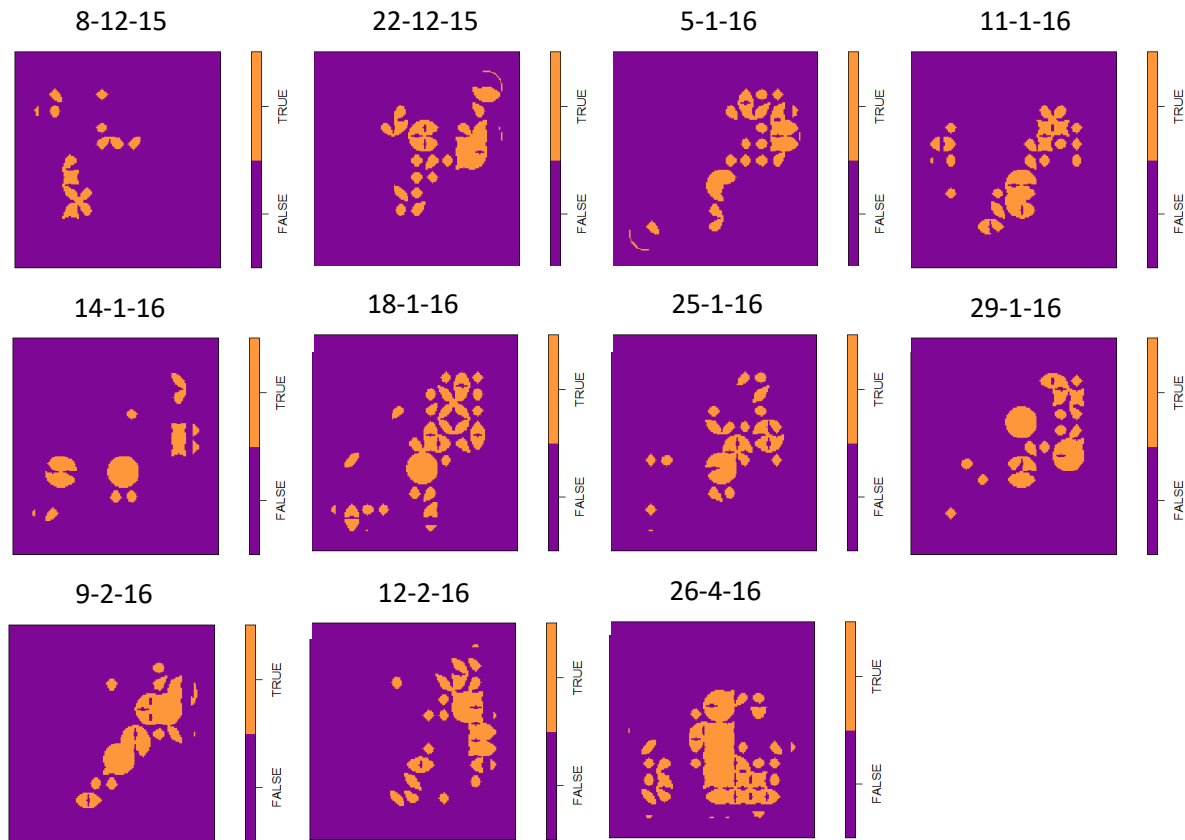 8-12-15
22-12-15
5-1-16
11-1-16
TRUE
FALSE
TRUE
FALSE
TRUE
FALSE
TRUE
FALSE
14-1-16
18-1-16
25-1-16
29-1-16
TRUE
FALSE
TRUE
FALSE
TRUE
FALSE
TRUE
FALSE
9-2-16
12-2-16
26-4-16
TRUE
FALSE
TRUE
FALSE
TRUE
FALSE